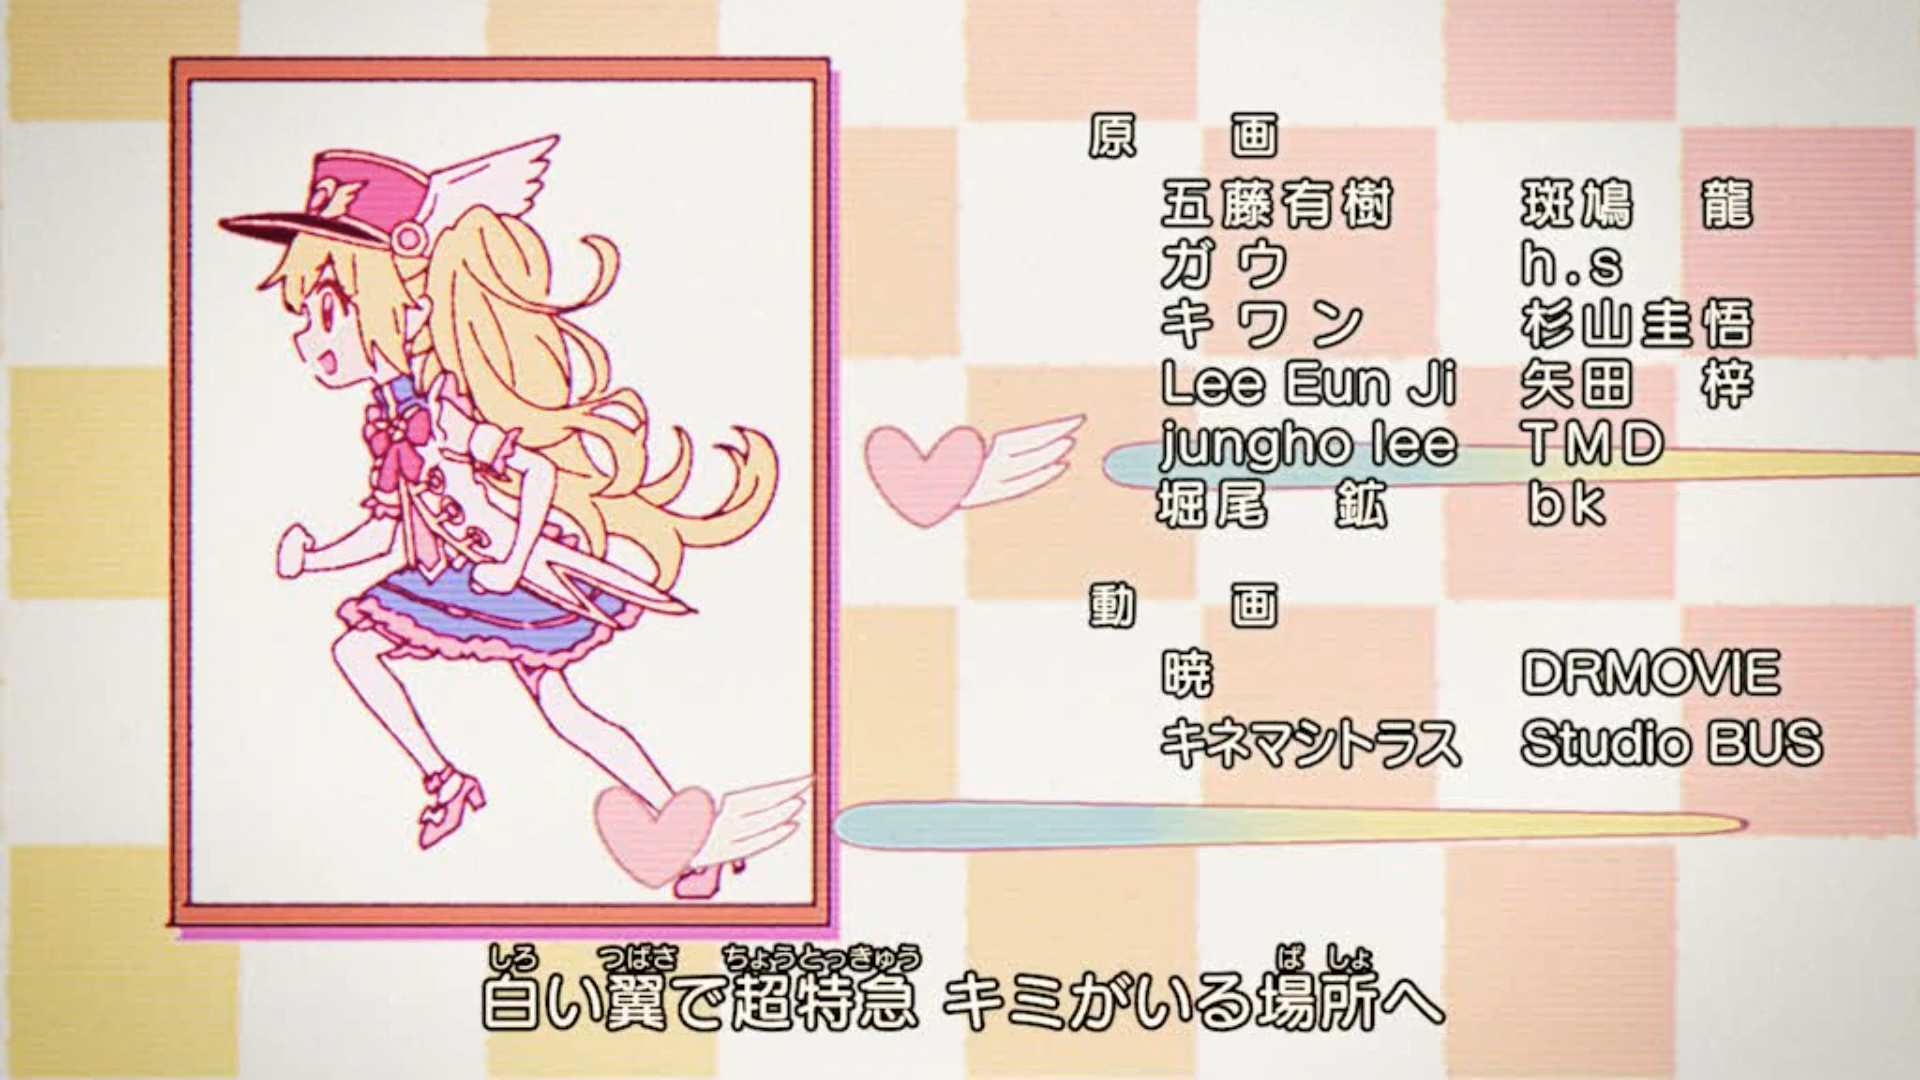 原画
五藤有樹 斑鳩 龍
ガウ h.s
キワン 杉山圭悟
Lee Eun Ji 矢田 梓
jungho lee TMD
堀尾 鉱 bk
動画
暁 DRMOVIE
キネマシトラス Studio BUS
しろ つばさ ちょうとっきゅう ば しょ
白い翼で超特急 キミがいる場所へ